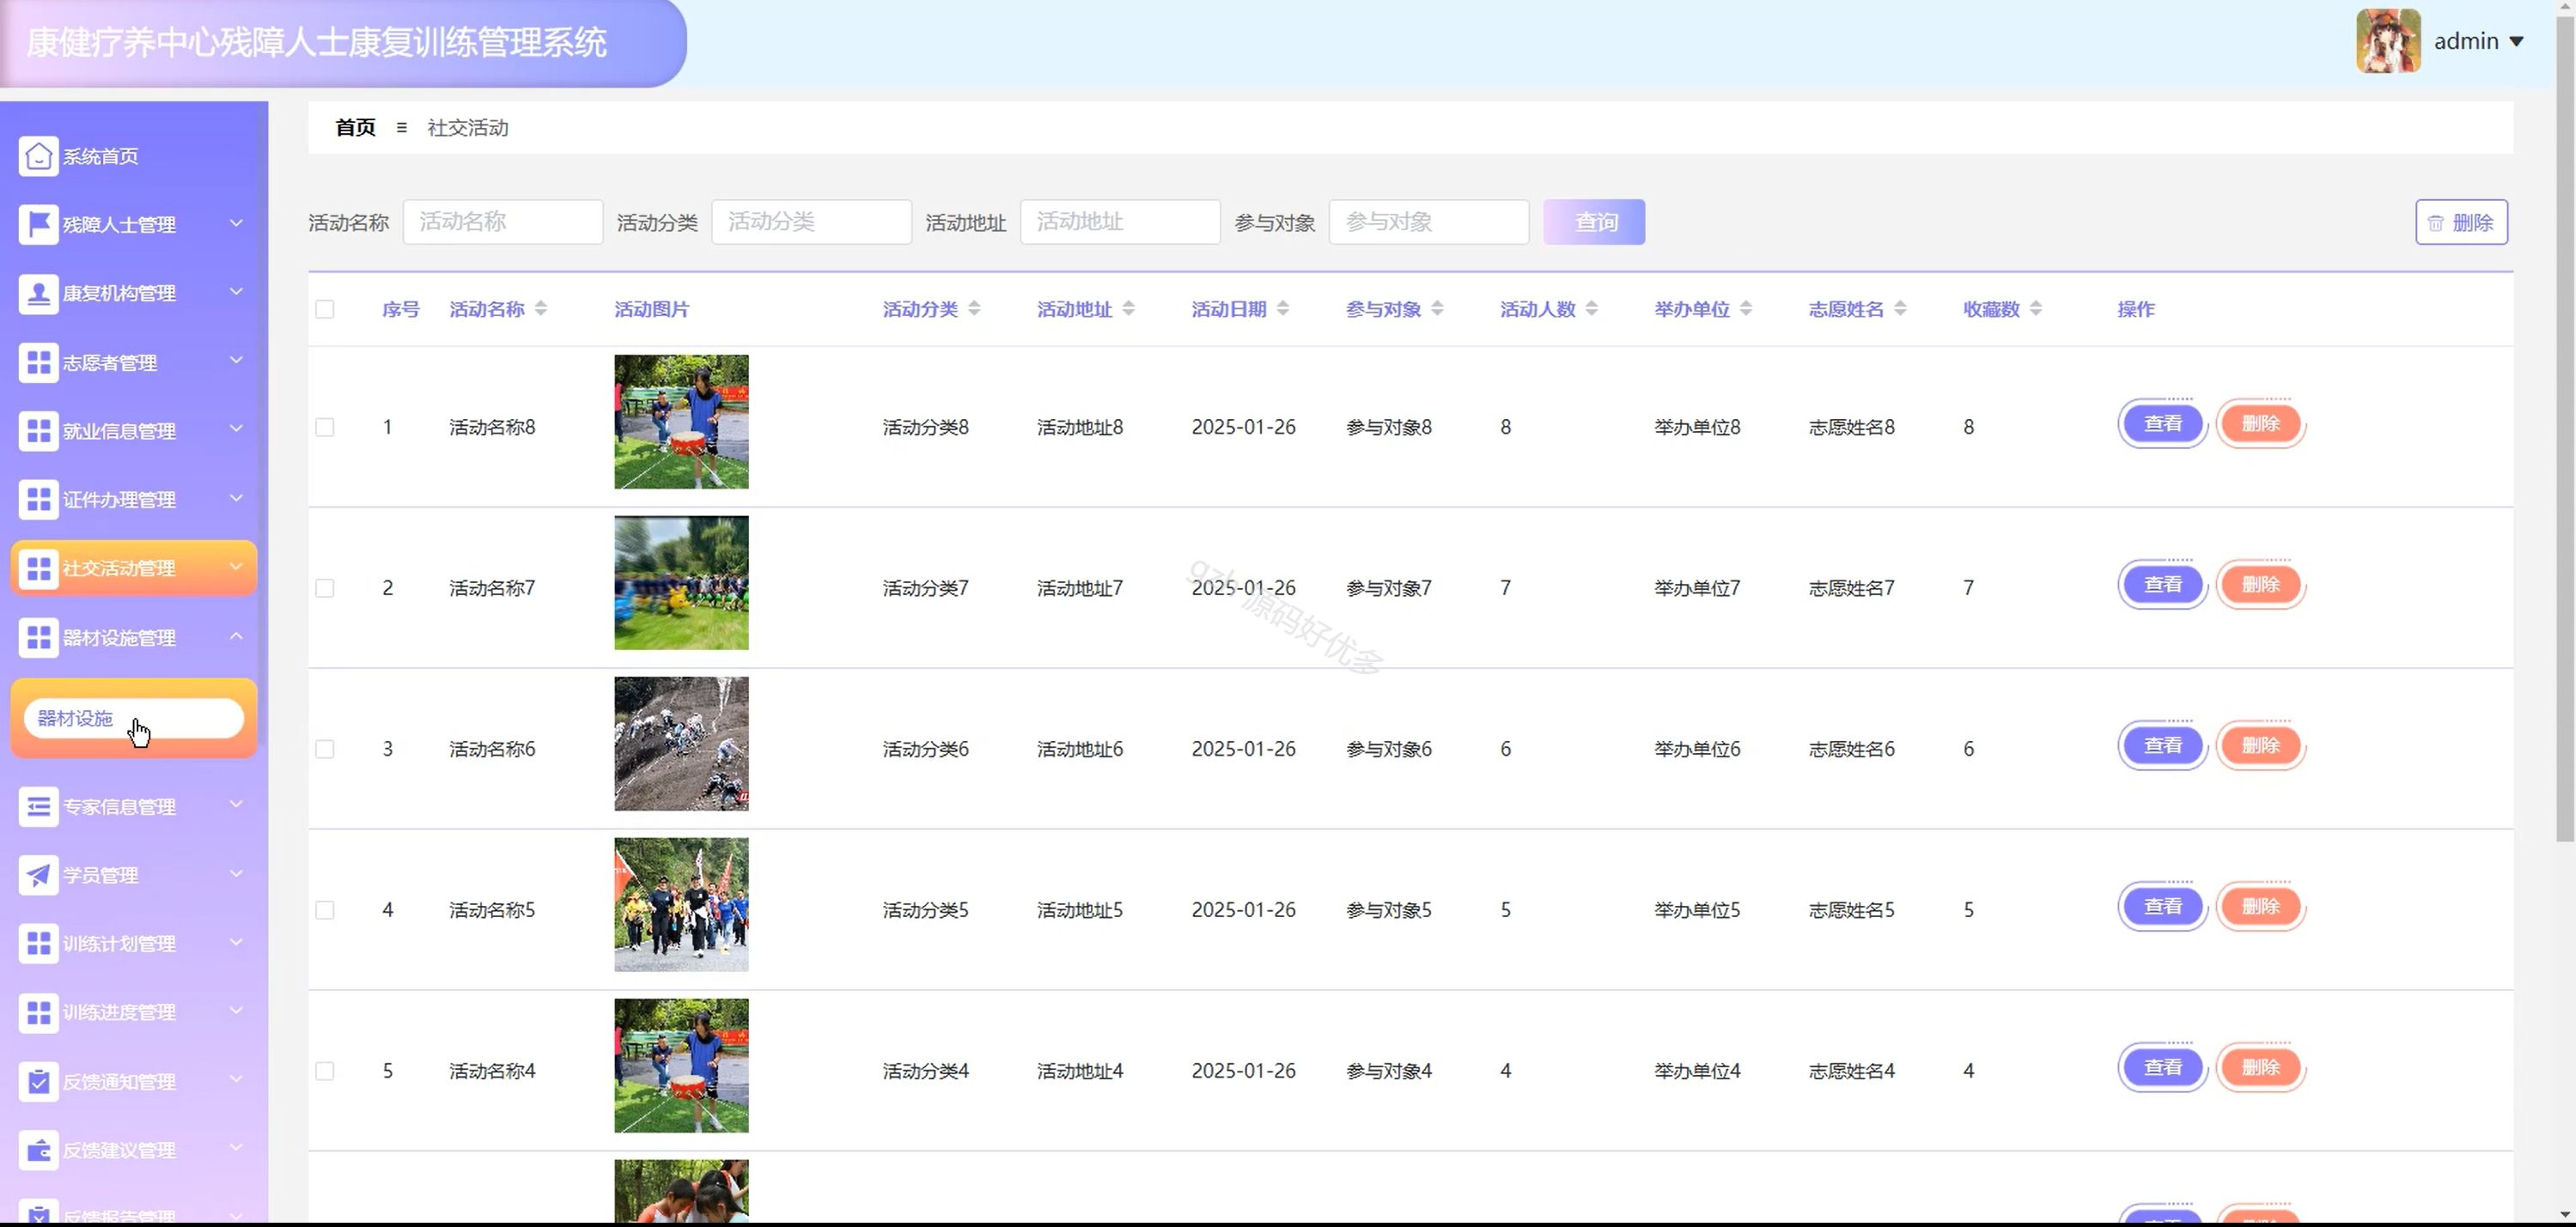 康健疗养中心残障人士康复训练管理系统
admin
系统首页
残障人士管理
康复机构管理
志愿者管理
就业信息管理
证件办理管理
社交活动管理
器材设施管理
器材设施
专家信息管理
学员管理
训练计划管理
训练进度管理
反馈通知管理
反馈建议管理
反馈报告管理
首页 社交活动
活动名称 活动名称 活动分类 活动分类 活动地址 活动地址 参与对象 参与对象 查询 删除
序号 活动名称 活动图片 活动分类 活动地址 活动日期 参与对象 活动人数 举办单位 志愿姓名 收藏数 操作
1 活动名称8 活动分类8 活动地址8 2025-01-26 参与对象8 8 举办单位8 志愿姓名8 8 查看 删除
2 活动名称7 活动分类7 活动地址7 2025-01-26 参与对象7 7 举办单位7 志愿姓名7 7 查看 删除
源码好优多
3 活动名称6 活动分类6 活动地址6 2025-01-26 参与对象6 6 举办单位6 志愿姓名6 6 查看 删除
4 活动名称5 活动分类5 活动地址5 2025-01-26 参与对象5 5 举办单位5 志愿姓名5 5 查看 删除
5 活动名称4 活动分类4 活动地址4 2025-01-26 参与对象4 4 举办单位4 志愿姓名4 4 查看 删除